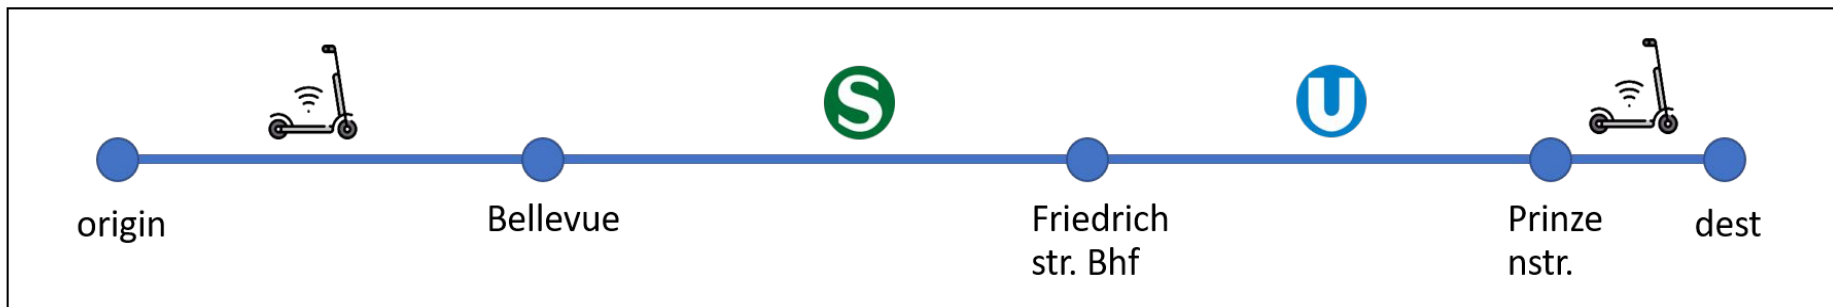 S
U
origin
Bellevue
Friedrich
str. Bhf
Prinze
nstr.
dest